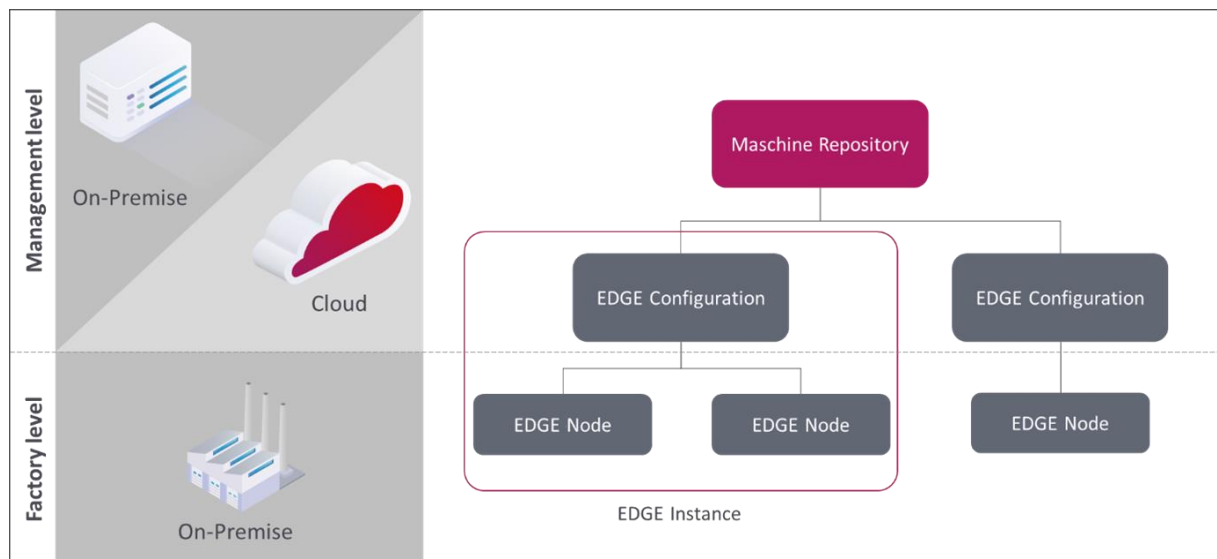 Management level
On-Premise
Cloud
Maschine Repository
EDGE Configuration
EDGE Configuration
Factory level
On-Premise
EDGE Node
EDGE Node
EDGE Node
EDGE Instance